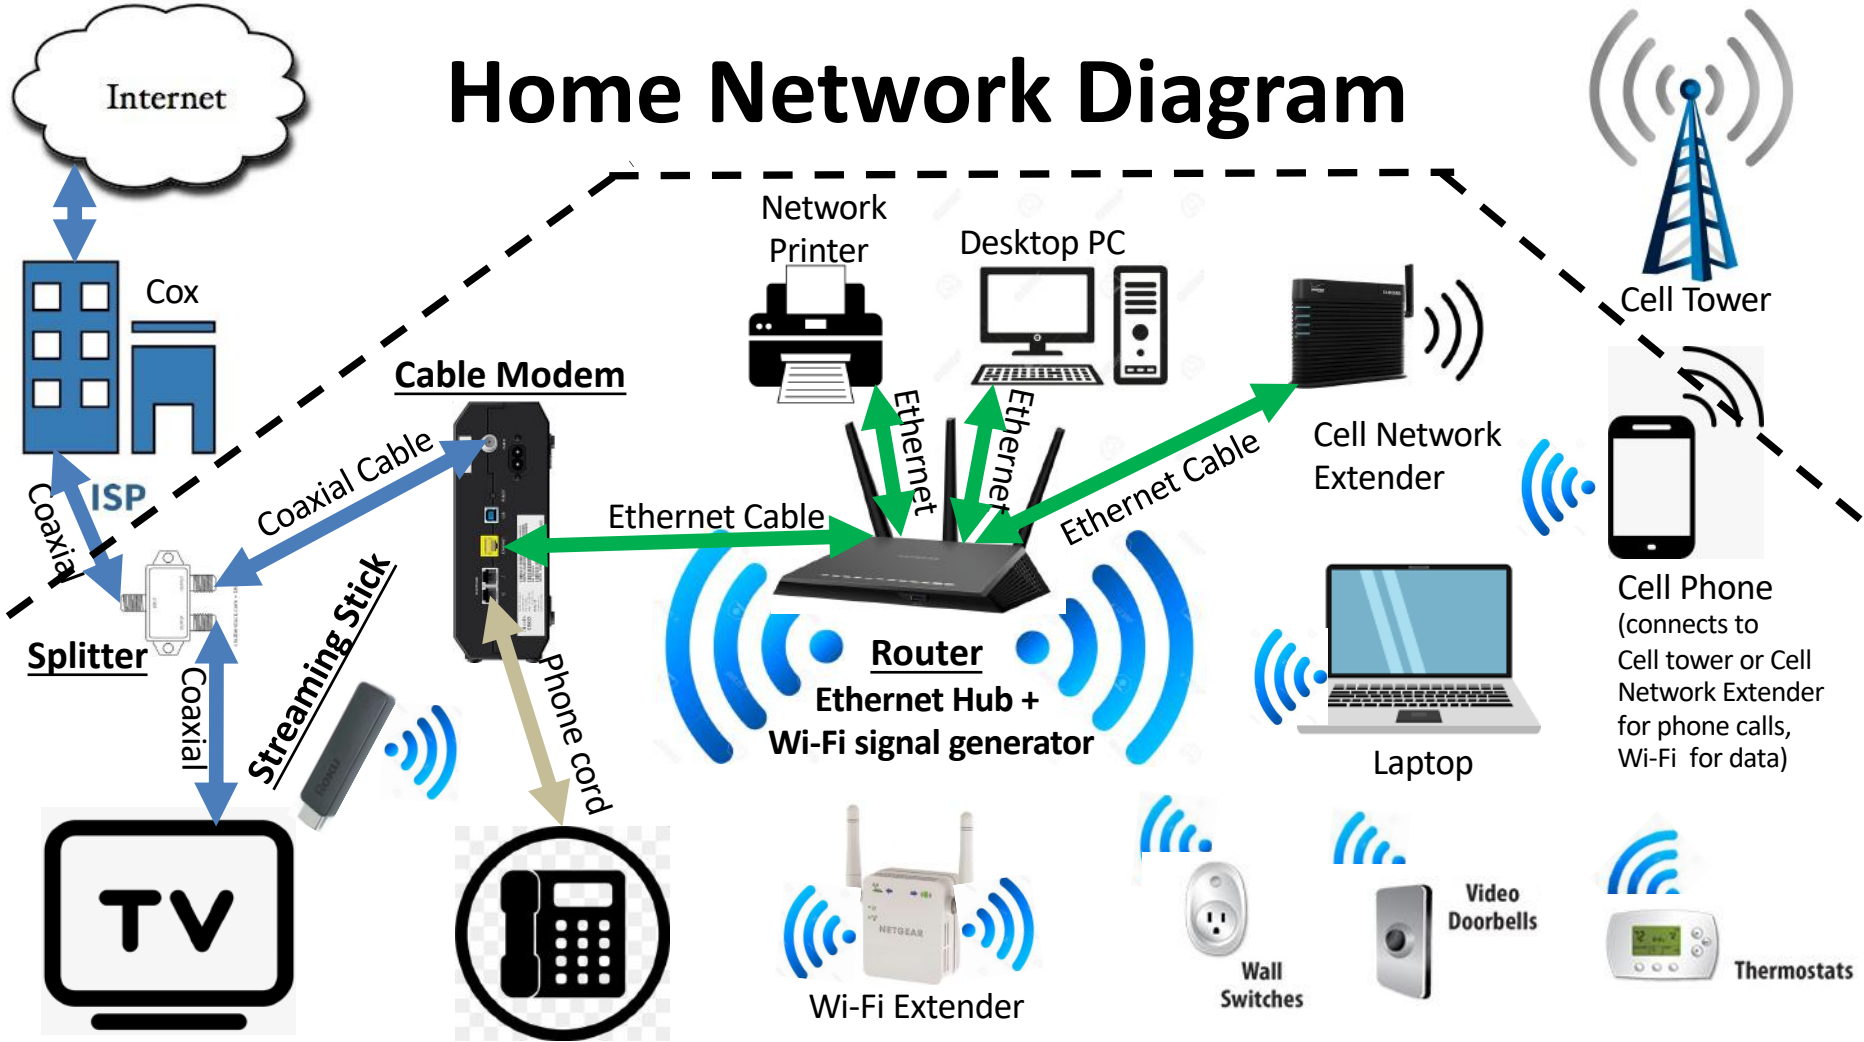 Home Network Diagram
Internet
Cox
ISP
Coaxial
Splitter
Coaxial Cable
Coaxial
Cable Modem
Streaming Stick
ROKU
TV
Phone cord
Ethernet Cable
Network
Printer
Desktop PC
Ethernet
Ethernet
Ethernet Cable
Cell Network
Extender
Cell Tower
NETGEAR
Router
Ethernet Hub +
Wi-Fi signal generator
Laptop
Cell Phone
(connects to
Cell tower or Cell
Network Extender
for phone calls,
Wi-Fi for data)
NETGEAR
Wi-Fi Extender
Wall
Switches
Video
Doorbells
Thermostats